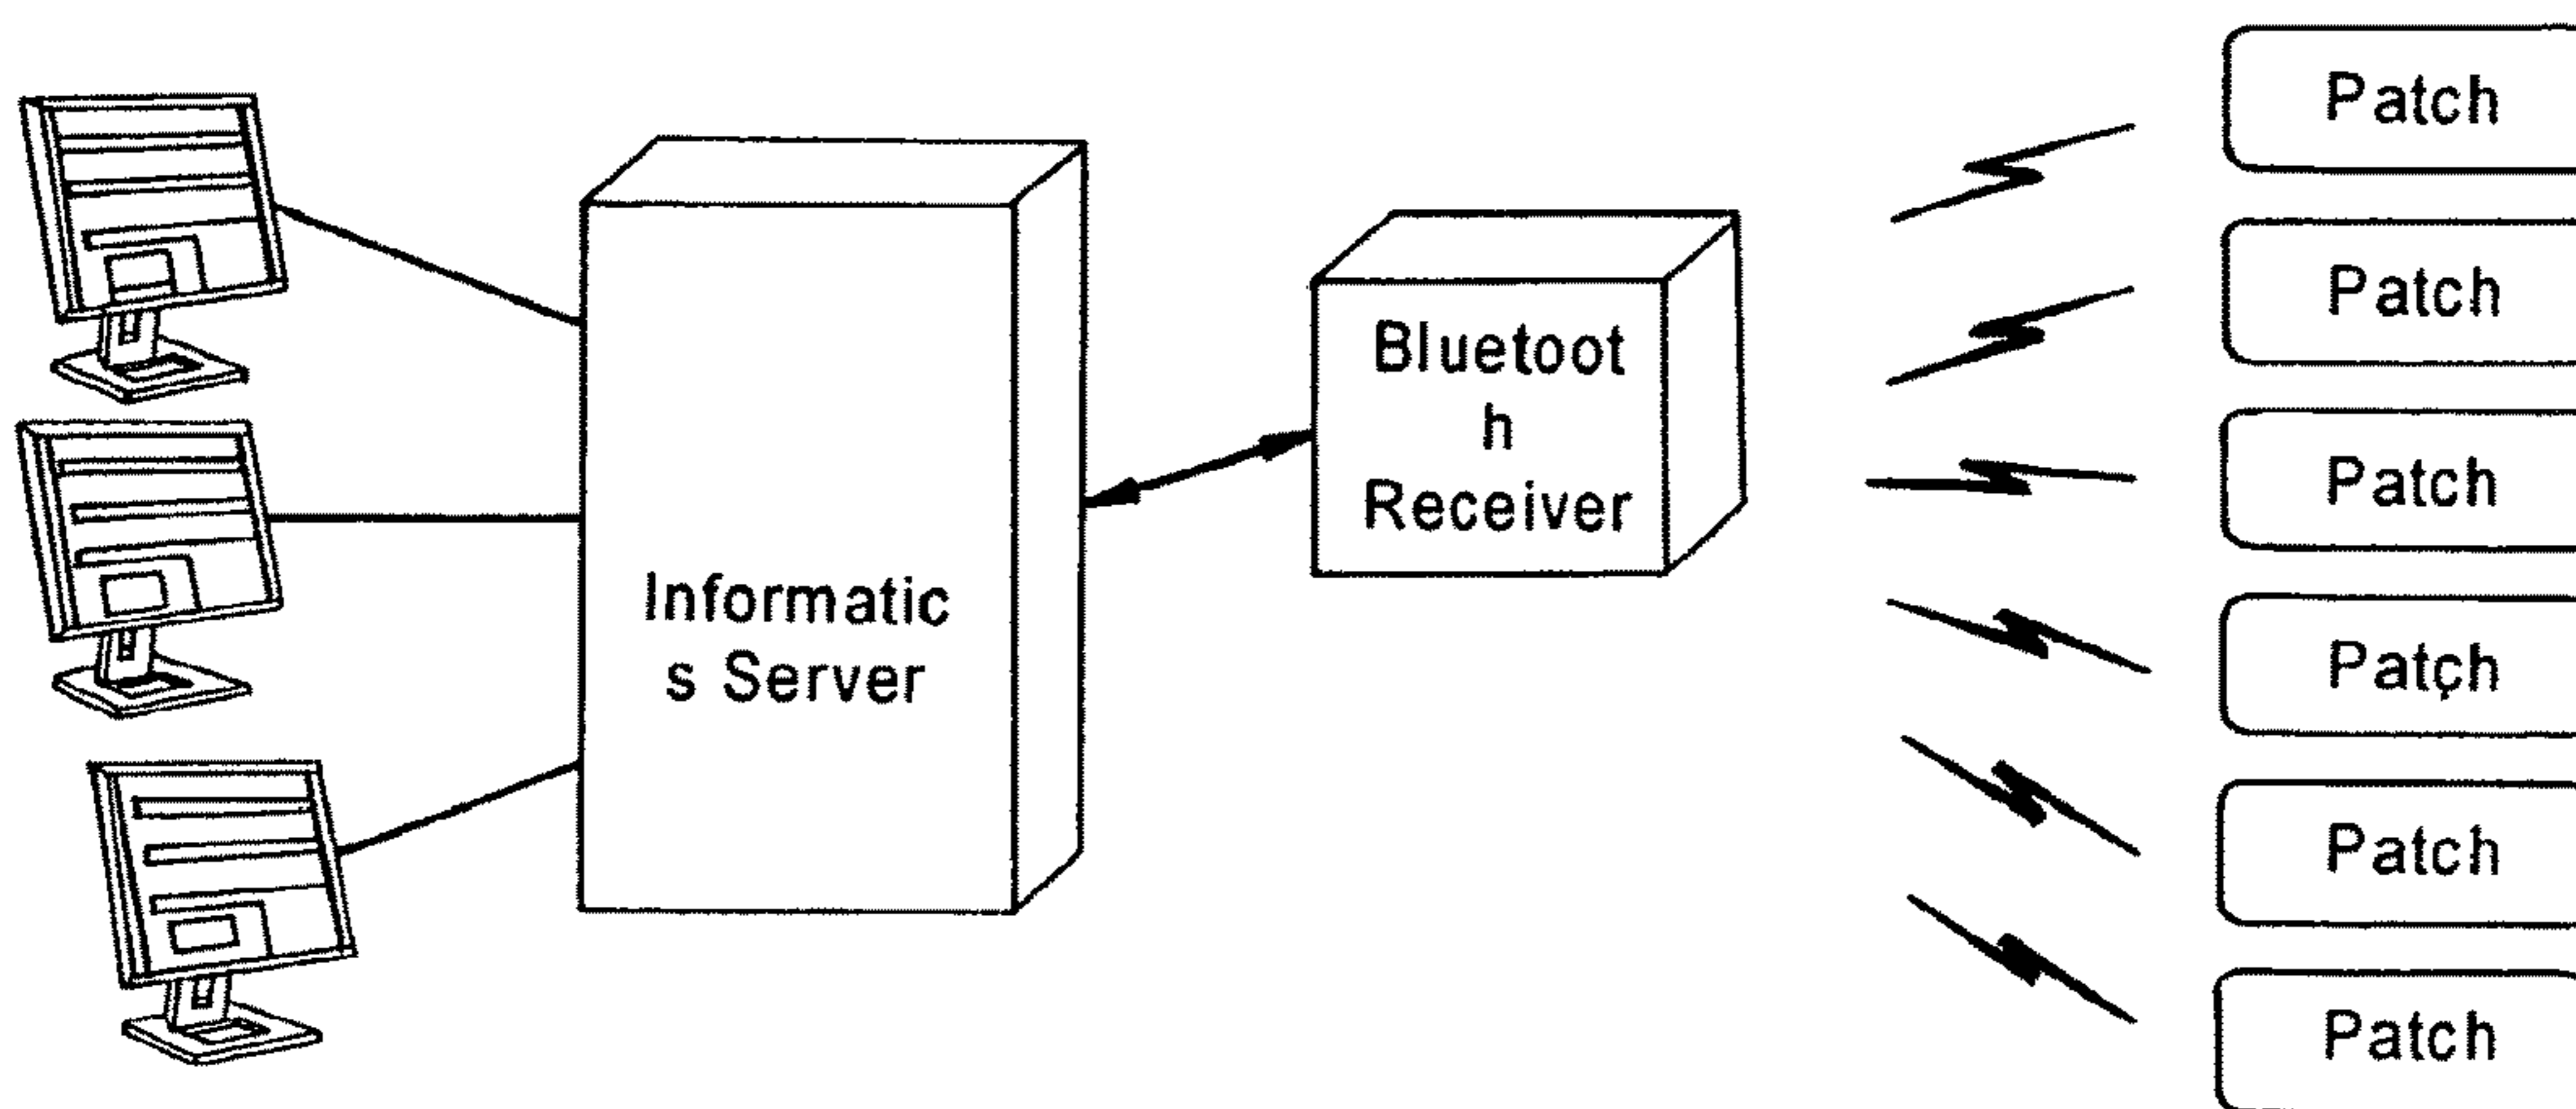 Informatic
s Server
Bluetoot
h
Receiver
Patch
Patch
Patch
Patch
Patch
Patch